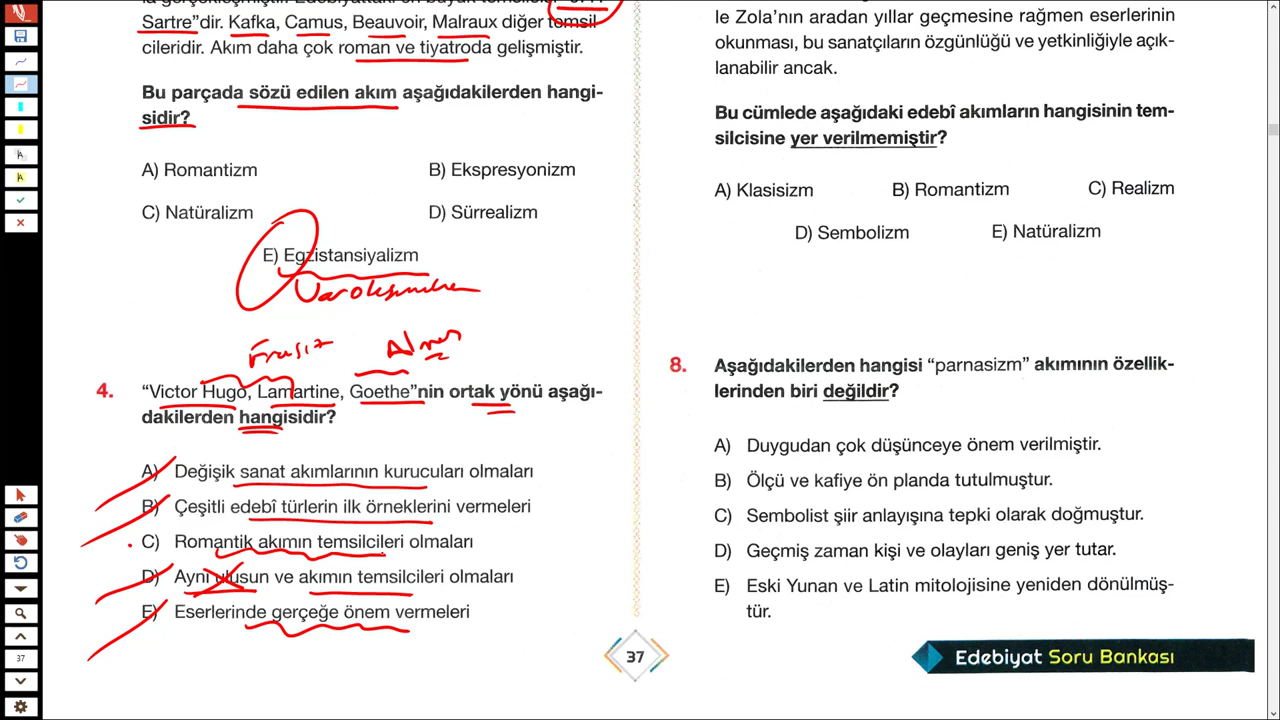 Sartre”dir. Kafka, Camus, Beauvoir, Malraux diğer temsil
cileridir. Akım daha çok roman ve tiyatroda gelişmiştir.
Bu parçada sözü edilen akım aşağıdakilerden hangi-
sidir?
A) Romantizm
B) Ekspresyonizm
C) Natüralizm
D) Sürrealizm
E) Egzistansiyalizm
4. “Victor Hugo, Lamartine, Goethe”nin ortak yönü aşağı-
dakilerden hangisidir?
A) Değişik sanat akımlarının kurucuları olmaları
B) Çeşitli edebî türlerin ilk örneklerini vermeleri
C) Romantik akımın temsilcileri olmaları
D) Aynı ulusun ve akımın temsilcileri olmaları
E) Eserlerinde gerçeğe önem vermeleri
le Zola’nın aradan yıllar geçmesine rağmen eserlerinin
okunması, bu sanatçıların özgünlüğü ve yetkinliğiyle açık-
lanabilir ancak.
Bu cümlede aşağıdaki edebî akımların hangisinin tem-
silcisine yer verilmemiştir?
A) Klasisizm
B) Romantizm
C) Realizm
D) Sembolizm
E) Natüralizm
8. Aşağıdakilerden hangisi “parnasizm” akımının özellik-
lerinden biri değildir?
A) Duygudan çok düşünceye önem verilmiştir.
B) Ölçü ve kafiye ön planda tutulmuştur.
C) Sembolist şiir anlayışına tepki olarak doğmuştur.
D) Geçmiş zaman kişi ve olayları geniş yer tutar.
E) Eski Yunan ve Latin mitolojisine yeniden dönülmüş-
tür.
37
Edebiyat Soru Bankası
37